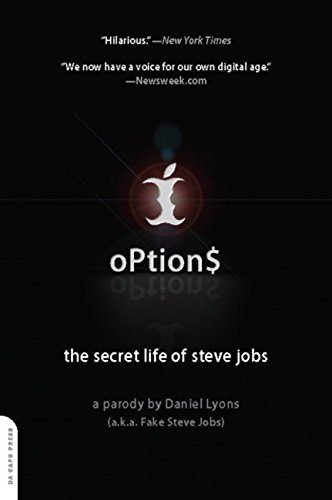 "Hilarious."—New York Times
"We now have a voice for our own digital age."
—Newsweek.com
i
oPtion$
the secret life of steve jobs
a parody by Daniel Lyons
(a.k.a. Fake Steve Jobs)
DA CAPO PRESS